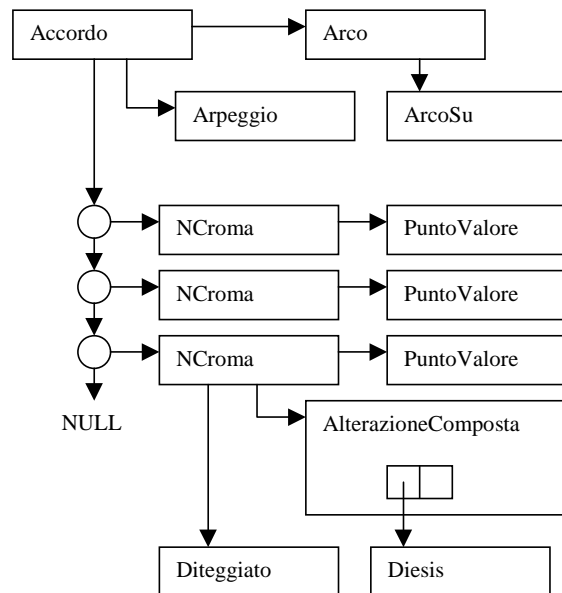 Accordo
Arco
Arpeggio
ArcoSu
NCroma
PuntoValore
NCroma
PuntoValore
NCroma
PuntoValore
NULL
AlterazioneComposta
Diteggiato
Diesis